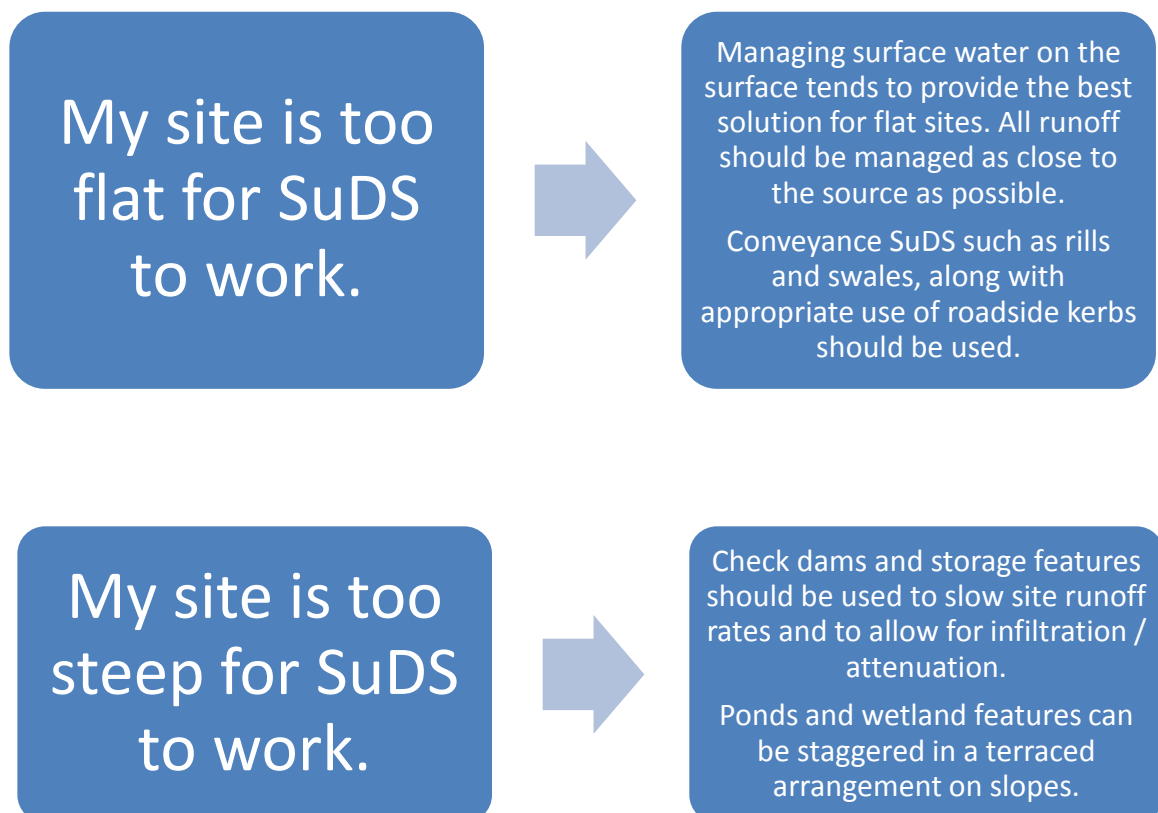 My site is too
flat for SuDS
to work.
Managing surface water on the
surface tends to provide the best
solution for flat sites. All runoff
should be managed as close to
the source as possible.
Conveyance SuDS such as rills
and swales, along with
appropriate use of roadside kerbs
should be used.
My site is too
steep for SuDS
to work.
Check dams and storage features
should be used to slow site runoff
rates and to allow for infiltration /
attenuation.
Ponds and wetland features can
be staggered in a terraced
arrangement on slopes.